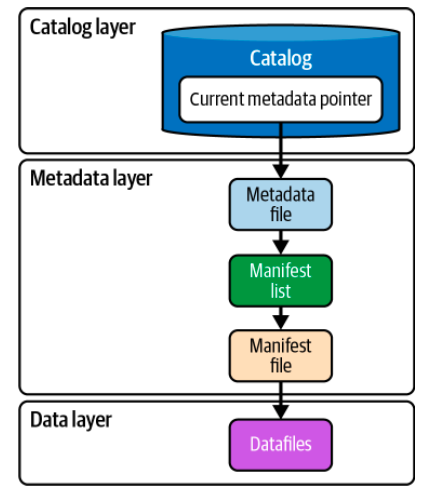 Catalog layer
Catalog
Current metadata pointer
Metadata layer
Metadata
file
Manifest
list
Manifest
file
Data layer
Datafiles